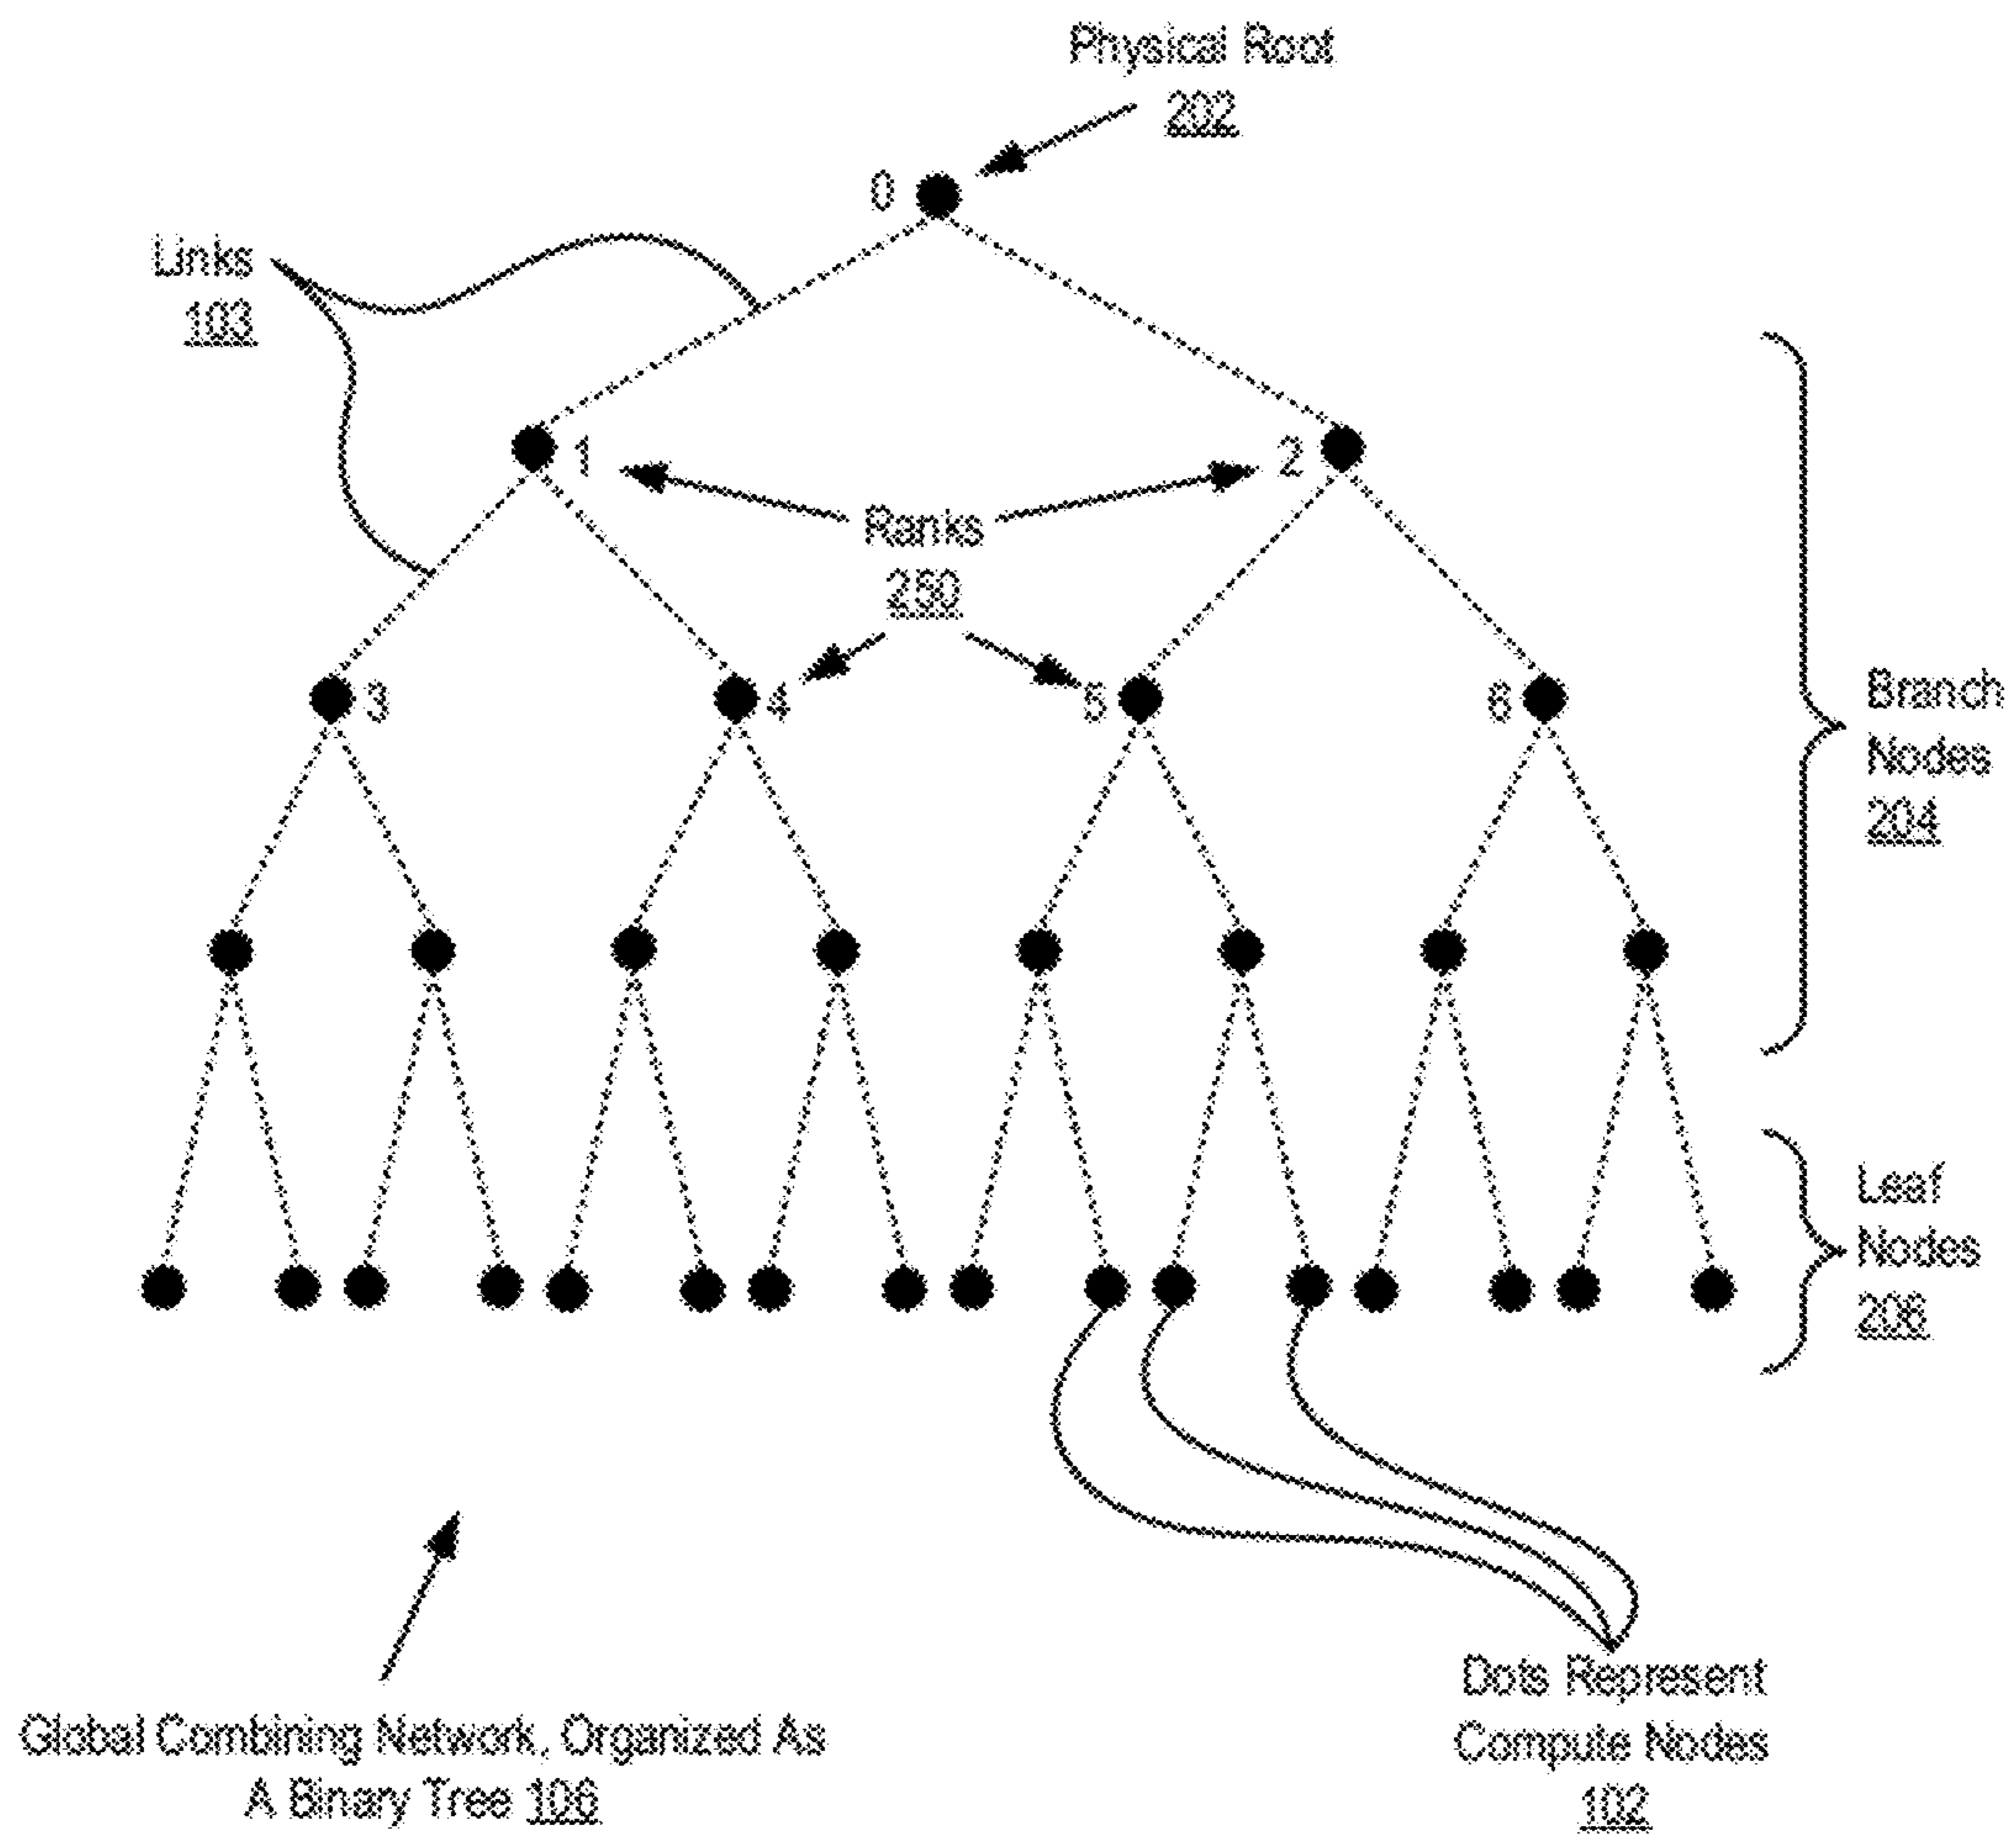 Physical Root
202
0
Links
103
1
2
Ranks
250
3
4
5
6
Branch
Nodes
204
Leaf
Nodes
206
Dots Represent
Compute Nodes
102
Global Combining Network, Organized As
A Binary Tree 106